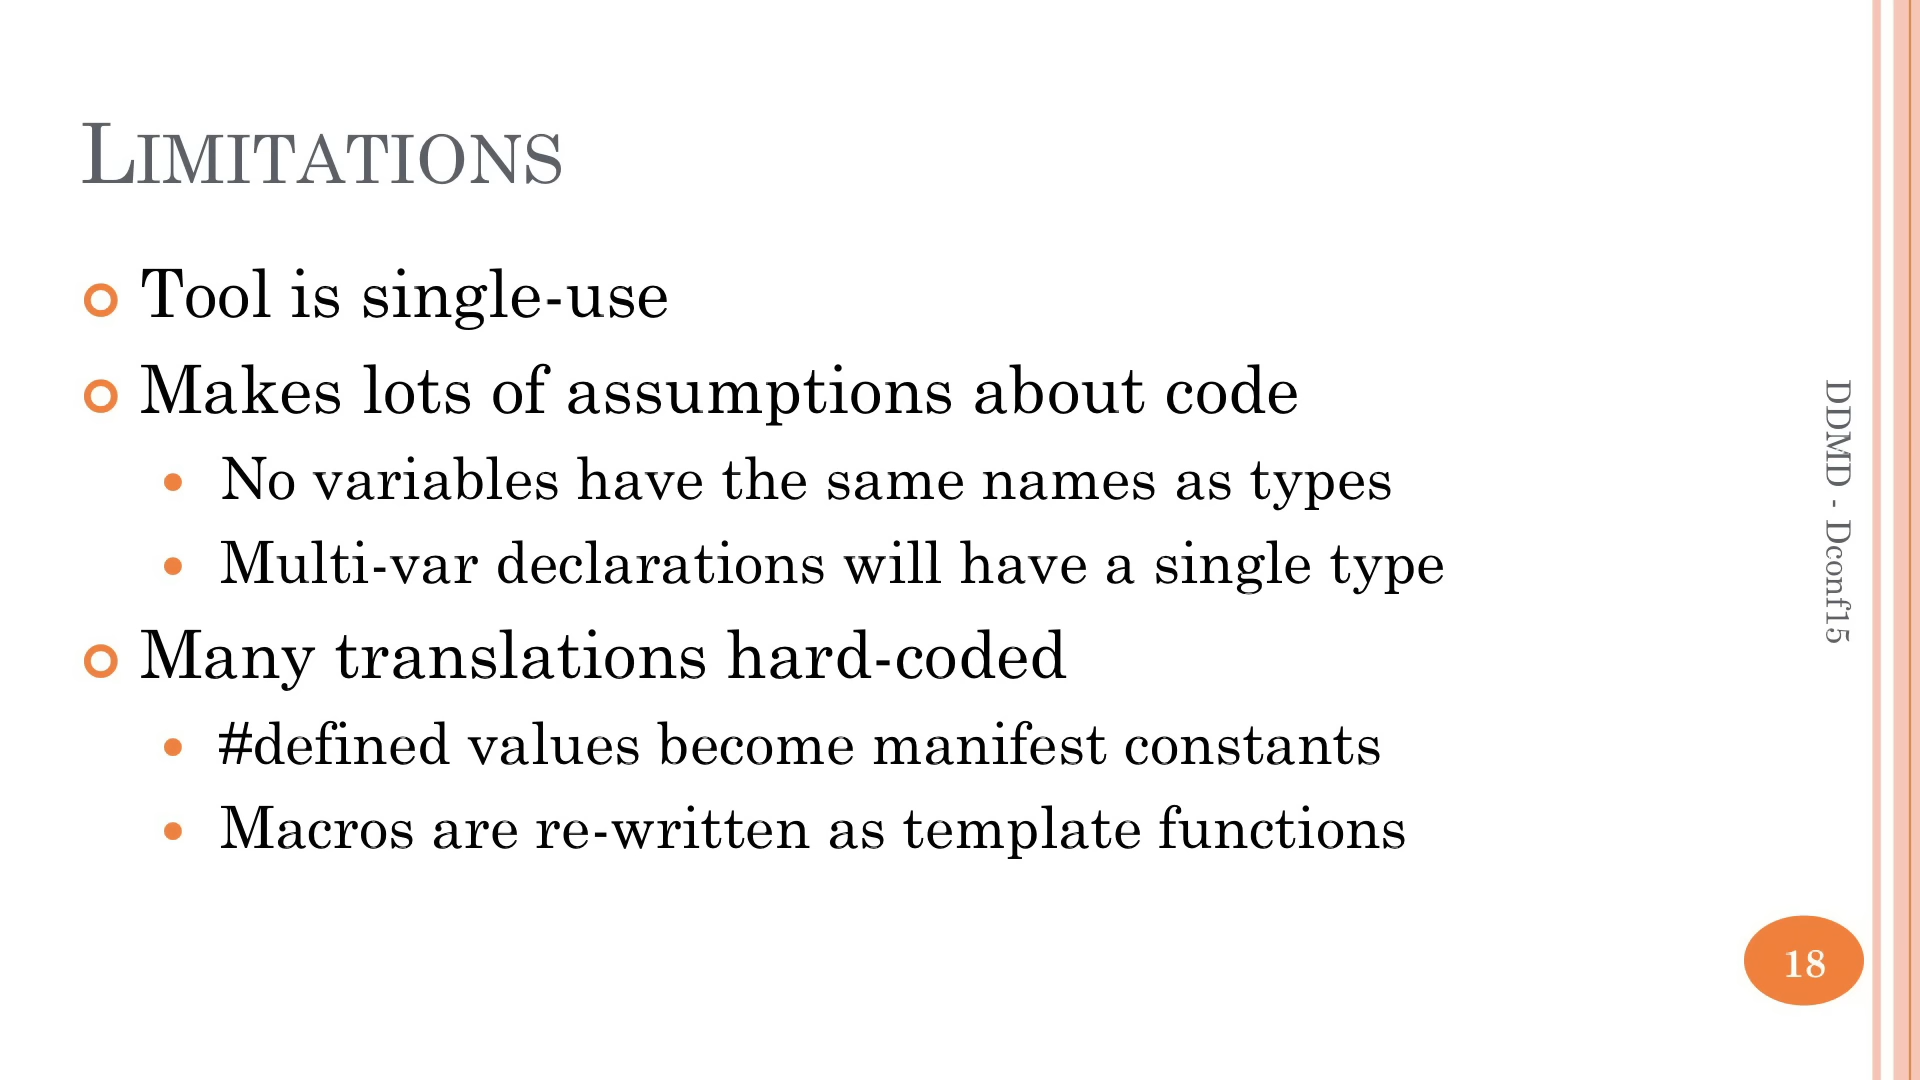 LIMITATIONS
Tool is single-use
Makes lots of assumptions about code
No variables have the same names as types
Multi-var declarations will have a single type
Many translations hard-coded
#defined values become manifest constants
Macros are re-written as template functions
DDMD - Dconf15
18